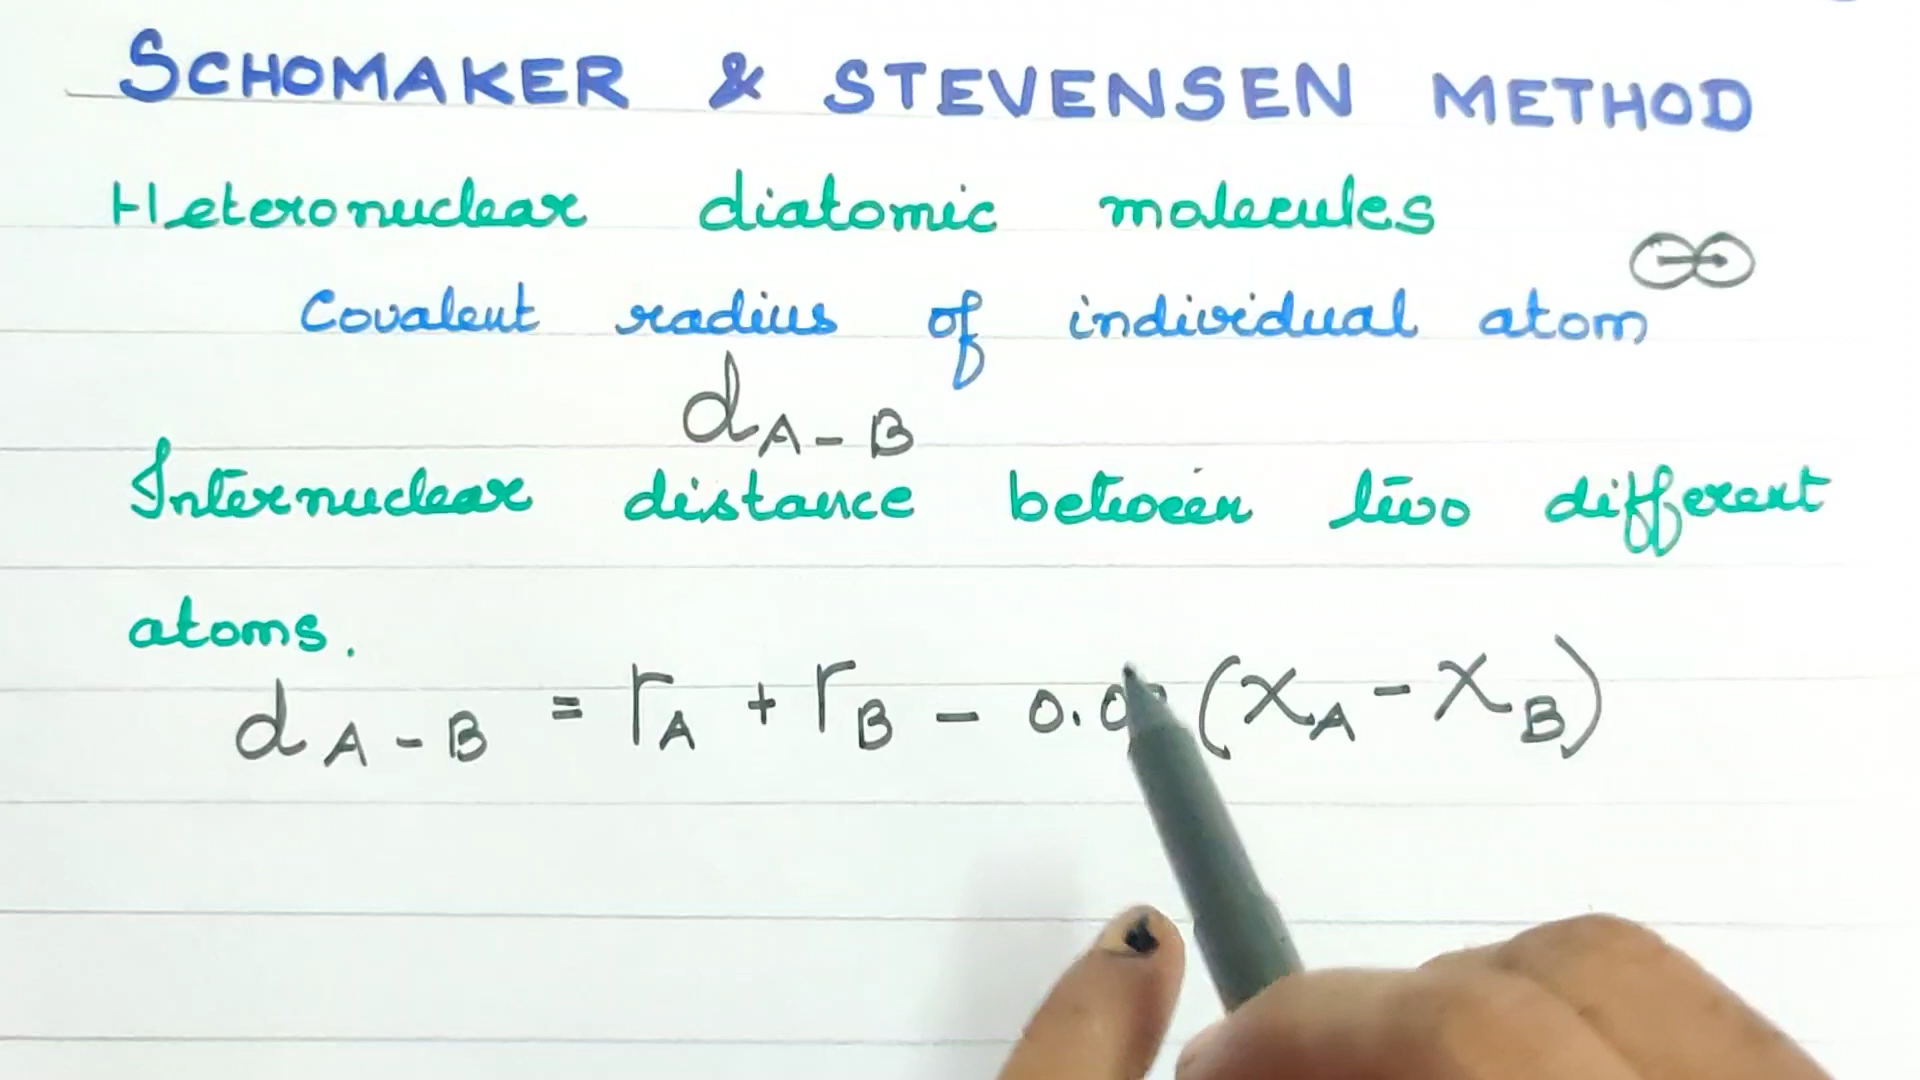 SCHOMAKER & STEVENSEN METHOD
Heteronuclear diatomic molecules
Covalent radius of individual atom
dA-B
Internuclear distance between two different
atoms.
dA-B = rA + rB - (XA - XB)